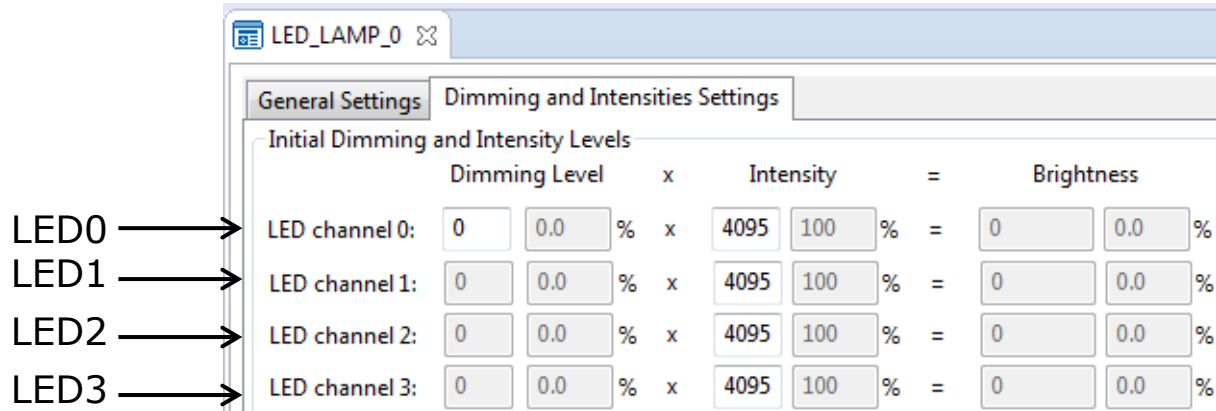 LED_LAMP_0
General Settings Dimming and Intensities Settings
Initial Dimming and Intensity Levels
Dimming Level x Intensity = Brightness
LED0 LED channel 0: 0 0.0 % x 4095 100 % = 0 0.0 %
LED1 LED channel 1: 0 0.0 % x 4095 100 % = 0 0.0 %
LED2 LED channel 2: 0 0.0 % x 4095 100 % = 0 0.0 %
LED3 LED channel 3: 0 0.0 % x 4095 100 % = 0 0.0 %